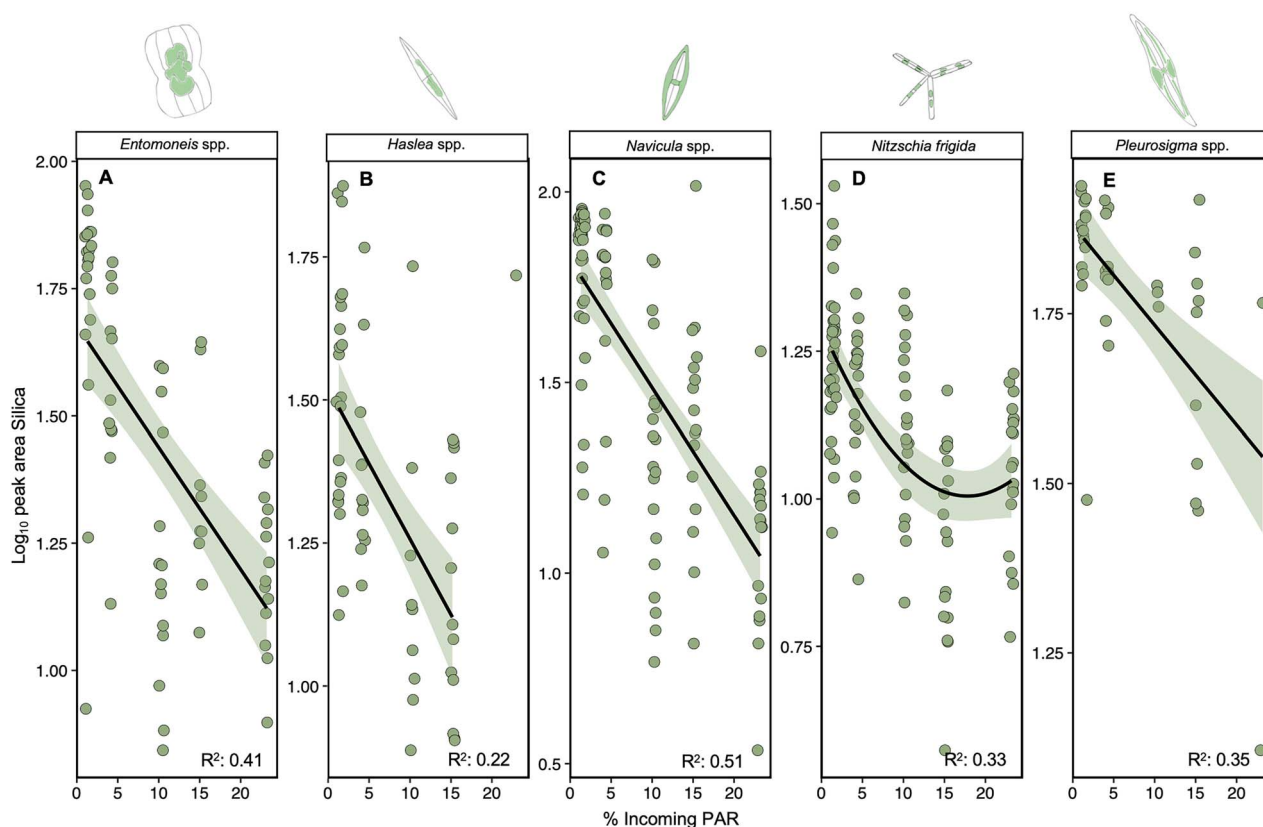 Entomoneis spp.
Haslea spp.
Navicula spp.
Nitzschia frigida
Pleurosigma spp.
A
B
C
D
E
Log₁₀ peak area Silica
2.00
1.75
1.50
1.25
1.00
1.75
1.50
1.25
1.00
2.0
1.5
1.0
0.5
1.50
1.25
1.00
0.75
1.75
1.50
1.25
R²: 0.41
R²: 0.22
R²: 0.51
R²: 0.33
R²: 0.35
0 5 10 15 20
0 5 10 15 20
0 5 10 15 20
0 5 10 15 20
0 5 10 15 20
% Incoming PAR